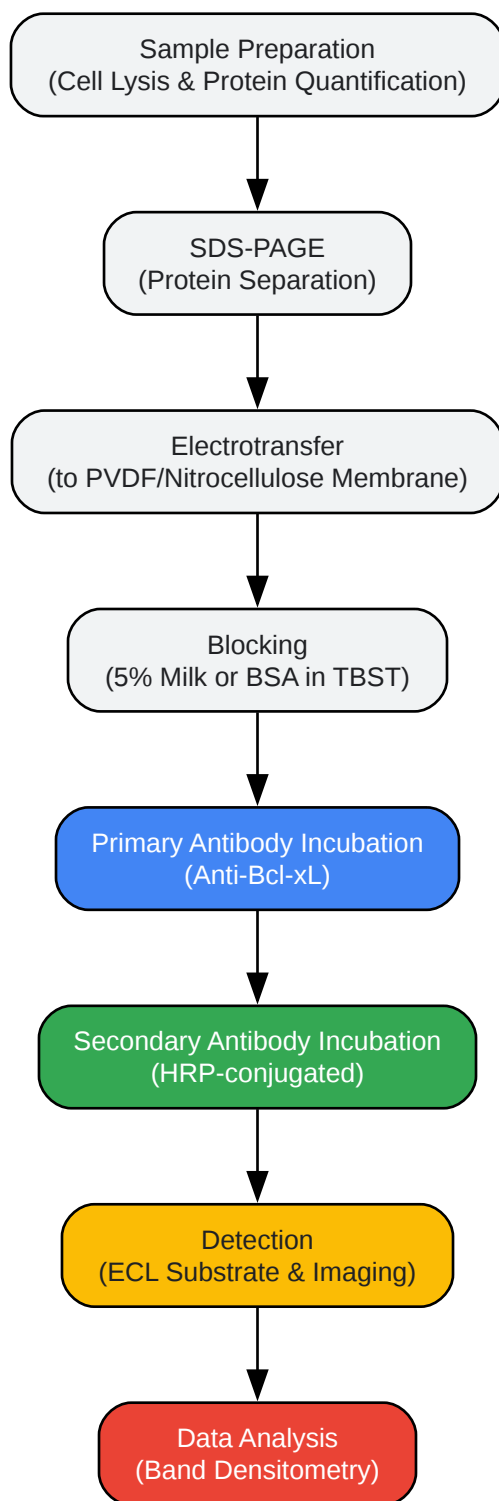 Sample Preparation
(Cell Lysis & Protein Quantification)
SDS-PAGE
(Protein Separation)
Electrotransfer
(to PVDF/Nitrocellulose Membrane)
Blocking
(5% Milk or BSA in TBST)
Primary Antibody Incubation
(Anti-Bcl-xL)
Secondary Antibody Incubation
(HRP-conjugated)
Detection
(ECL Substrate & Imaging)
Data Analysis
(Band Densitometry)